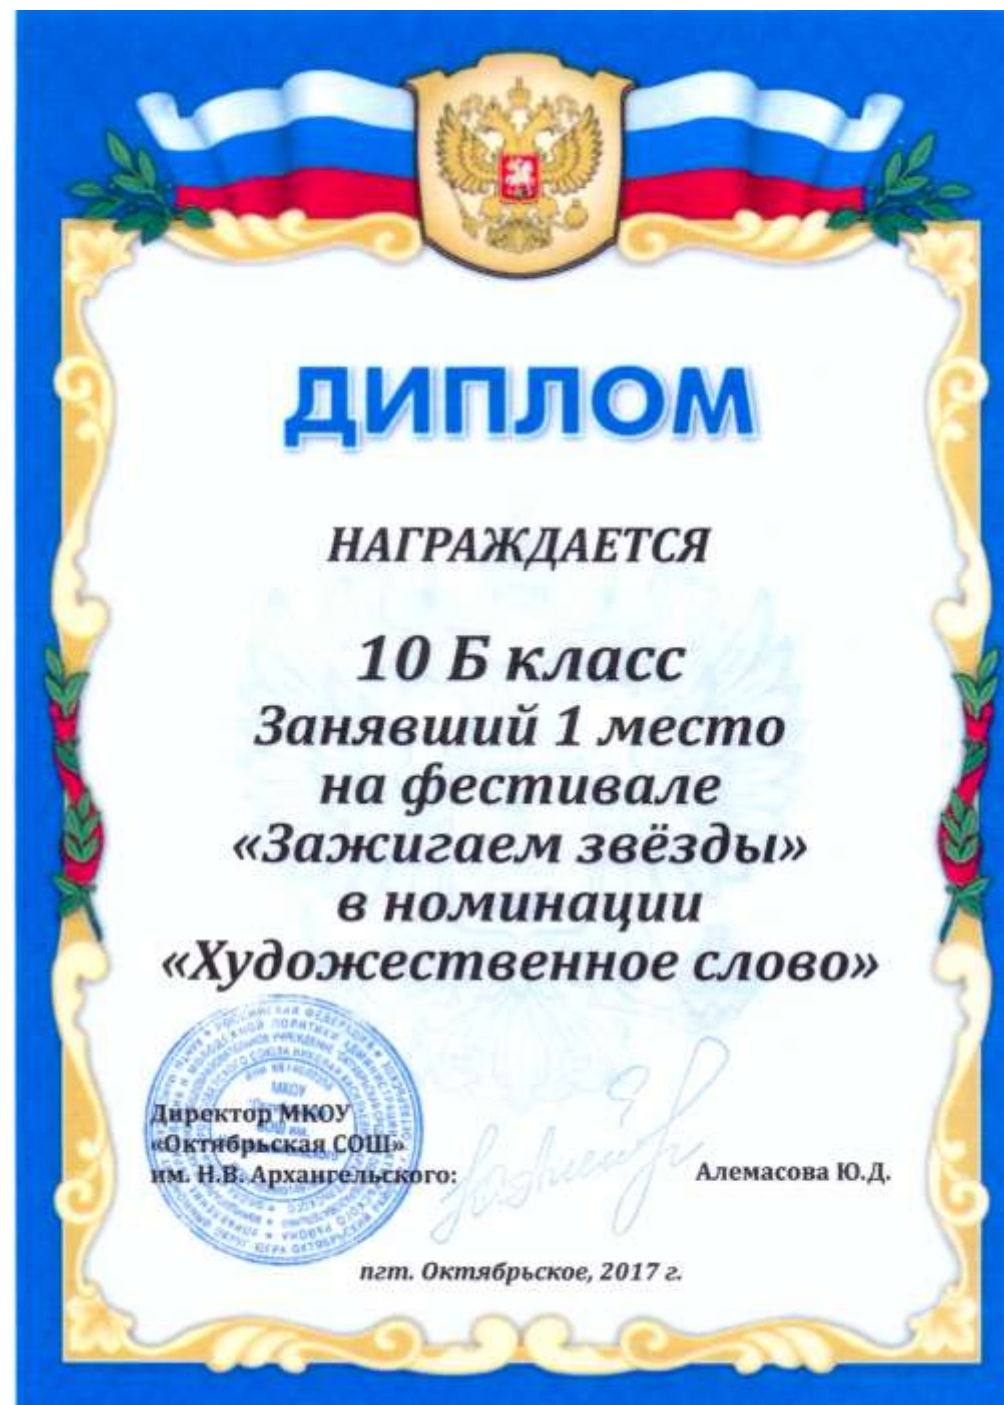 ДИПЛОМ
НАГРАЖДАЕТСЯ
10 Б класс
Занявший 1 место
на фестивале
«Зажигаем звёзды»
в номинации
«Художественное слово»
Директор МКОУ
«Октябрьская СОШ»
им. Н.В. Архангельского:
Алемасова Ю.Д.
пгт. Октябрьское, 2017 г.